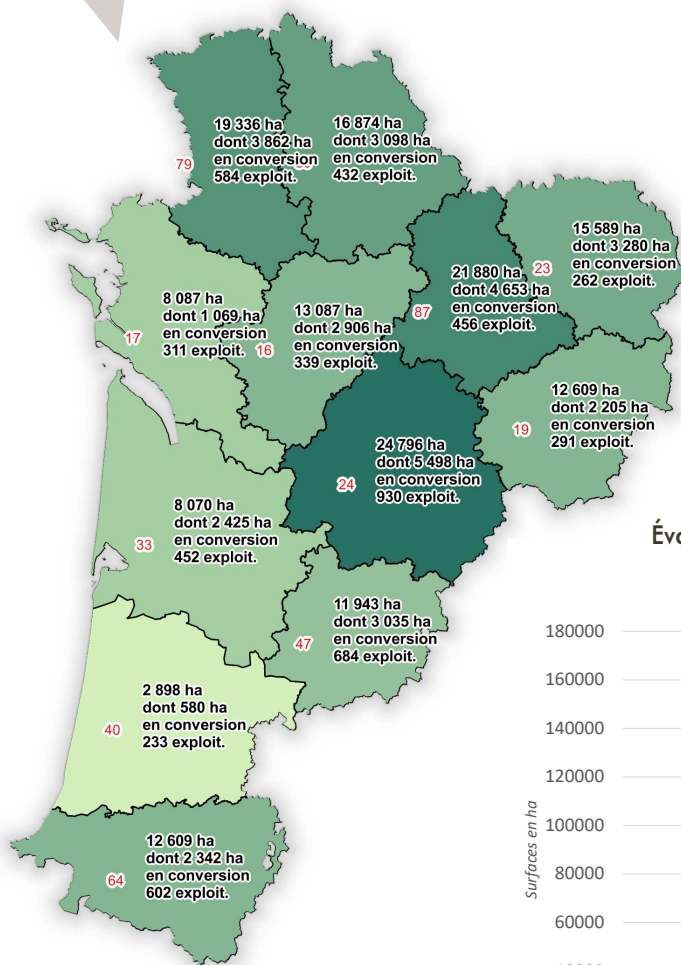 19 336 ha
dont 3 862 ha
en conversion
584 exploit.
79
16 874 ha
dont 3 098 ha
en conversion
432 exploit.
15 589 ha
dont 3 280 ha
en conversion
262 exploit.
23
21 880 ha
dont 4 653 ha
en conversion
456 exploit.
87
8 087 ha
dont 1 069 ha
en conversion
311 exploit.
17
13 087 ha
dont 2 906 ha
en conversion
339 exploit.
16
12 609 ha
dont 2 205 ha
en conversion
291 exploit.
19
24 796 ha
dont 5 498 ha
en conversion
930 exploit.
24
8 070 ha
dont 2 425 ha
en conversion
452 exploit.
33
11 943 ha
dont 3 035 ha
en conversion
684 exploit.
47
2 898 ha
dont 580 ha
en conversion
233 exploit.
40
12 609 ha
dont 2 342 ha
en conversion
602 exploit.
64
180000
160000
140000
120000
100000
80000
60000
Surfaces en ha